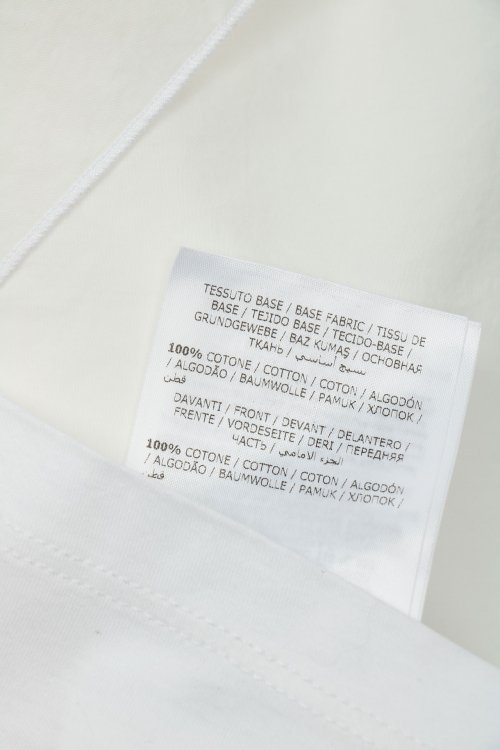 TESSUTO BASE / BASE FABRIC / TISSU DE
BASE / TEJIDO BASE / TECIDO-BASE /
GRUNDGEWEBE / BAZ KUMAŞ / ОСНОВНАЯ
ТКАНЬ / نسيج أساسي /
100% COTONE / COTTON / COTON / ALGODÓN
/ ALGODÃO / BAUMWOLLE / PAMUK / ХЛОПОК /
قطن
DAVANTI / FRONT / DEVANT / DELANTERO /
FRENTE / VORDESEITE / DERI / ПЕРЕДНЯЯ
ЧАСТЬ / الجزء الامامي /
100% COTONE / COTTON / COTON / ALGODÓN
/ ALGODÃO / BAUMWOLLE / PAMUK / ХЛОПОК /
قطن